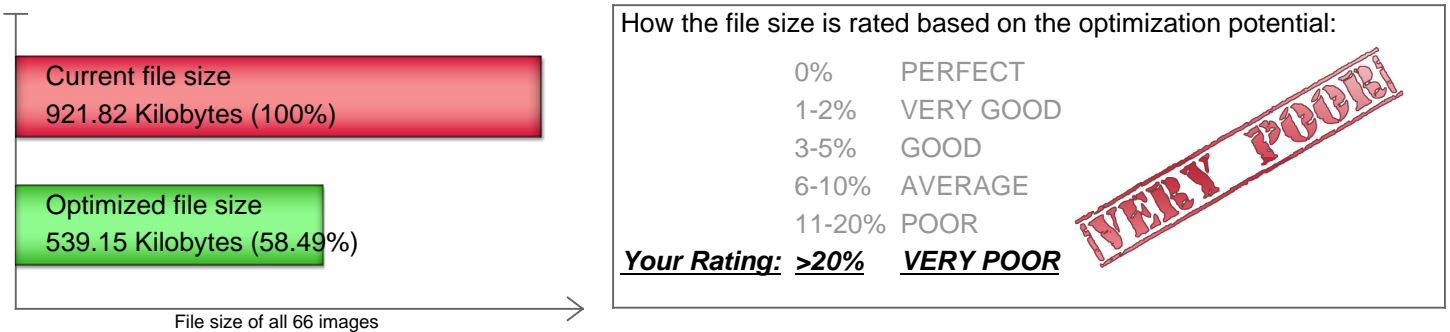 Current file size
921.82 Kilobytes (100%)
Optimized file size
539.15 Kilobytes (58.49%)
File size of all 66 images
How the file size is rated based on the optimization potential:
0% PERFECT
1-2% VERY GOOD
3-5% GOOD
6-10% AVERAGE
11-20% POOR
Your Rating: >20% VERY POOR
VERY POOR